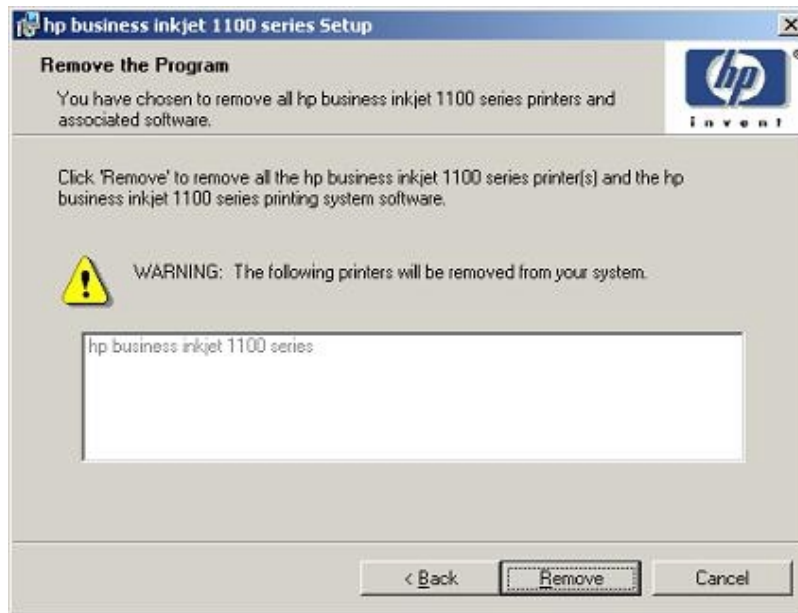 hp business inkjet 1100 series Setup
Remove the Program
You have chosen to remove all hp business inkjet 1100 series printers and
associated software.
hp
invent
Click 'Remove' to remove all the hp business inkjet 1100 series printer(s) and the hp
business inkjet 1100 series printing system software.
WARNING: The following printers will be removed from your system.
hp business inkjet 1100 series
< Back
Remove
Cancel